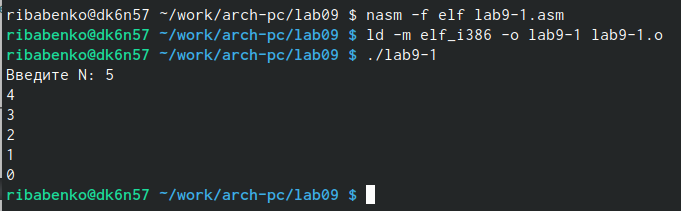 ribabenko@dk6n57 ~/work/arch-pc/lab09 $ nasm -f elf lab9-1.asm
ribabenko@dk6n57 ~/work/arch-pc/lab09 $ ld -m elf_i386 -o lab9-1 lab9-1.o
ribabenko@dk6n57 ~/work/arch-pc/lab09 $ ./lab9-1
Введите N: 5
4
3
2
1
0
ribabenko@dk6n57 ~/work/arch-pc/lab09 $